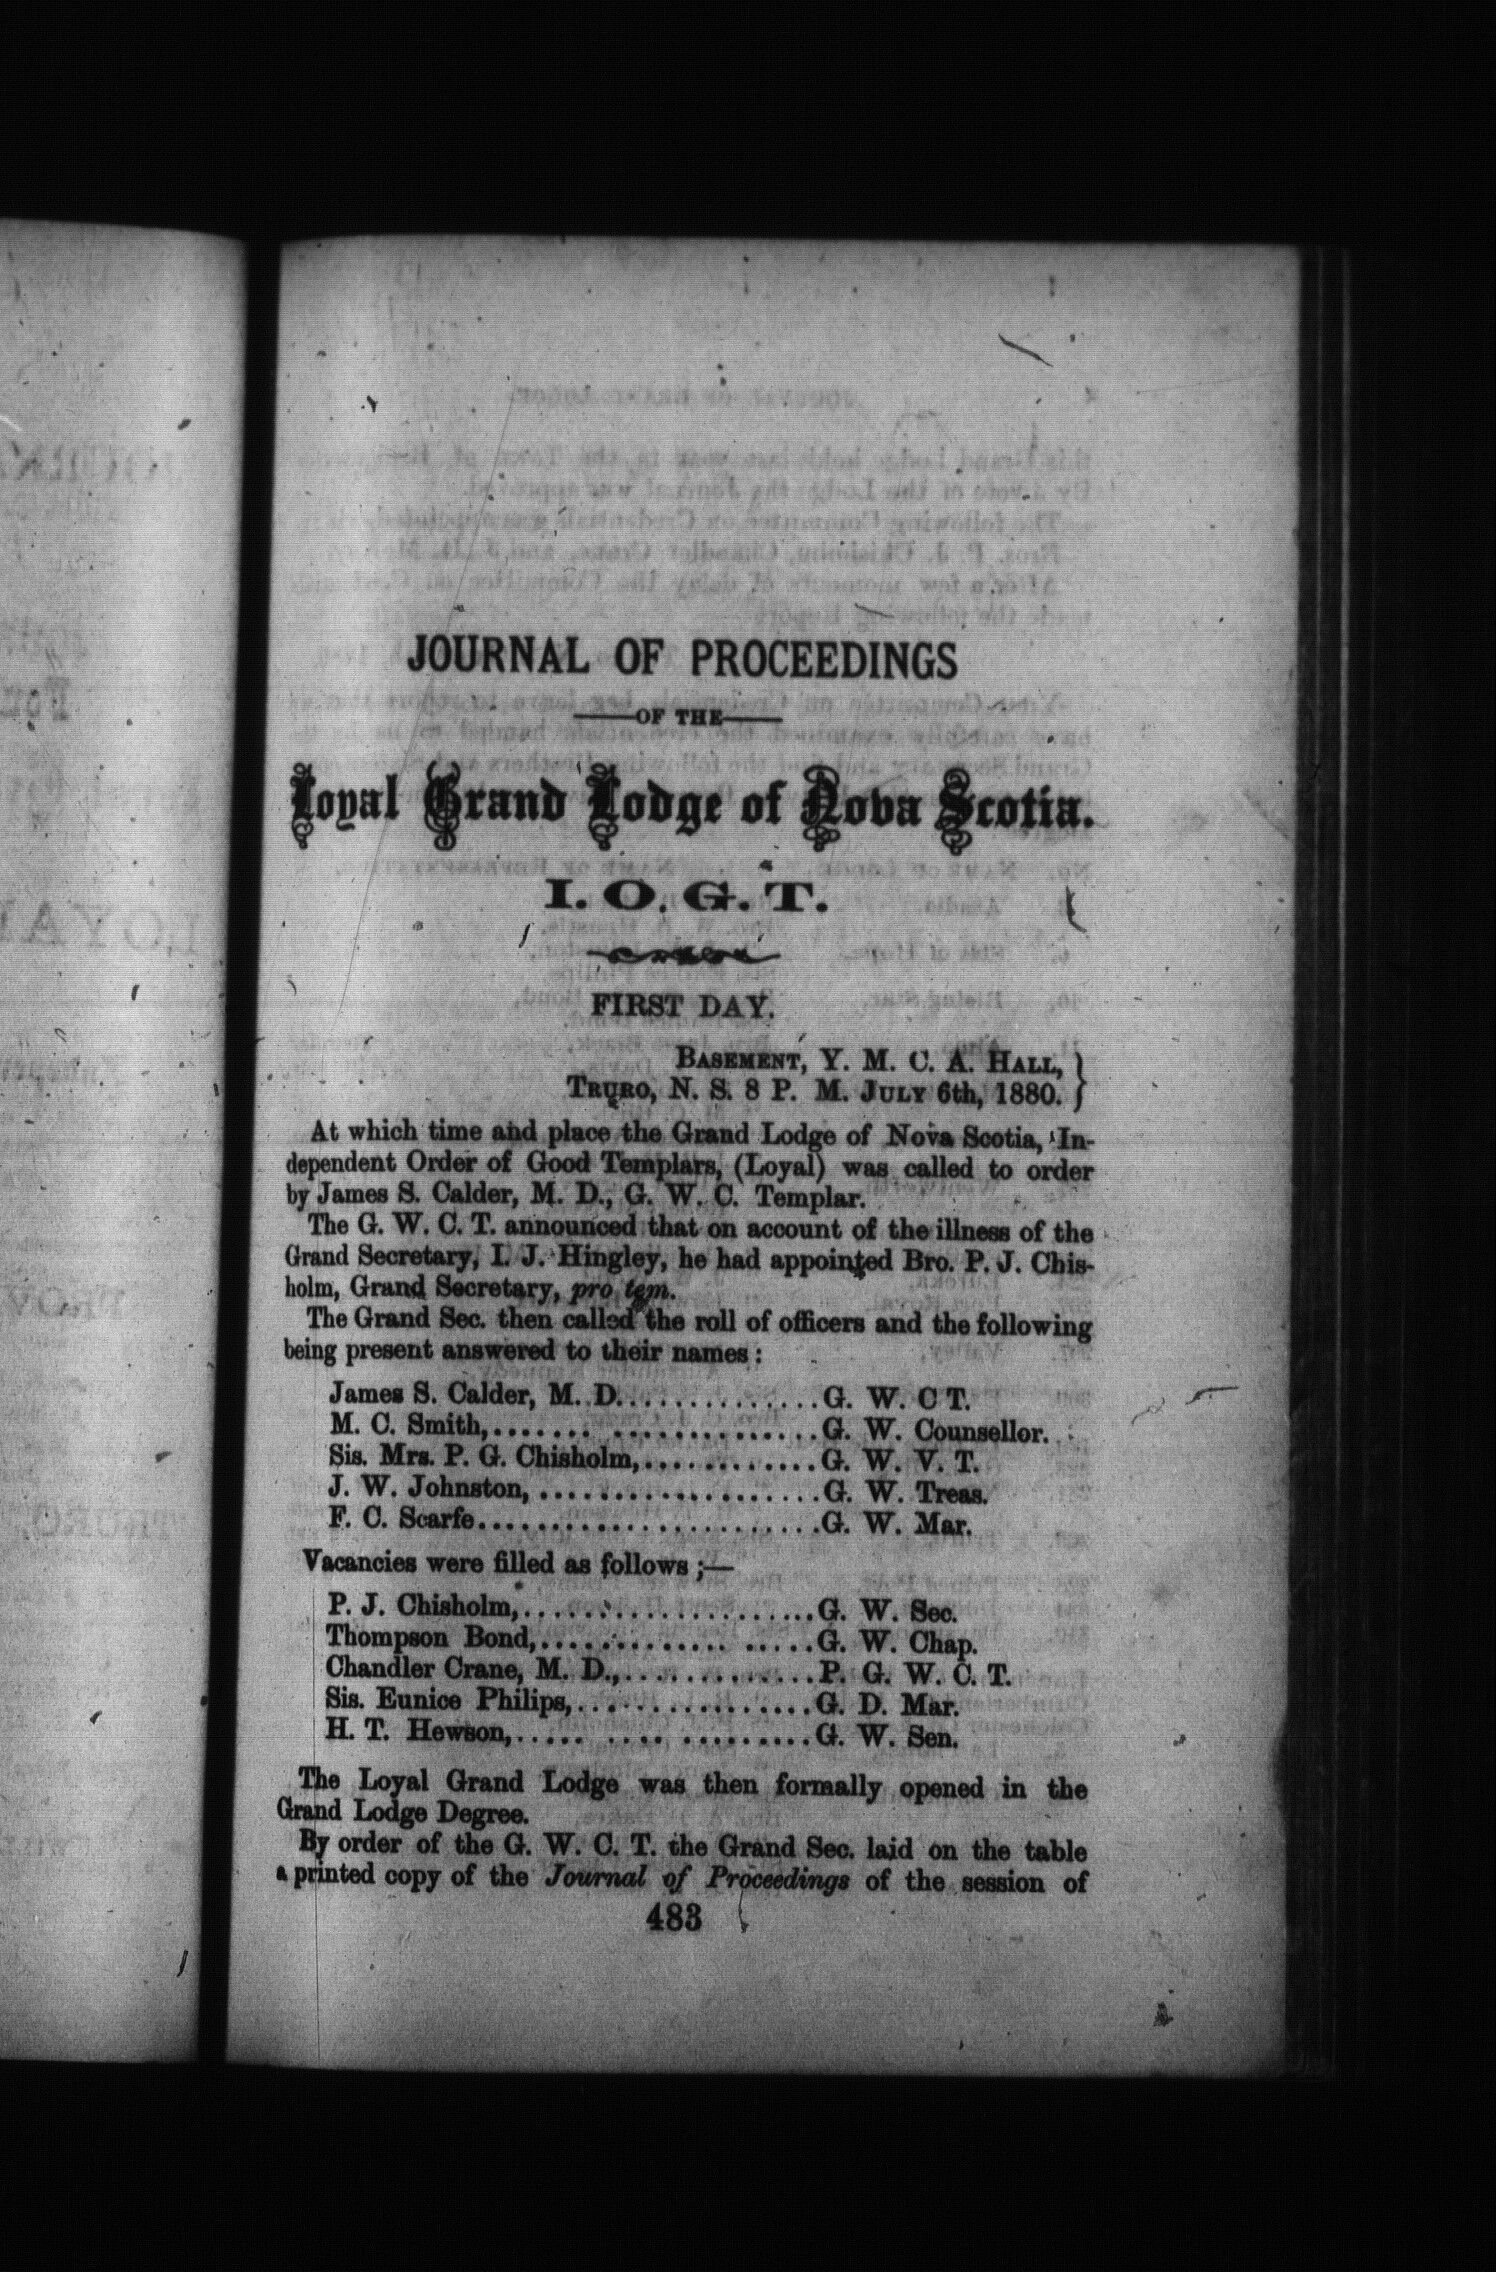 JOURNAL OF PROCEEDINGS
—OF THE—
Loyal Grand Lodge of Nova Scotia.
I. O. G. T.
FIRST DAY.
BASEMENT, Y. M. C. A. HALL,
TRURO, N. S. 8 P. M. JULY 6th, 1880.
At which time and place the Grand Lodge of Nova Scotia, In-
dependent Order of Good Templars, (Loyal) was called to order
by James S. Calder, M. D., G. W. C. Templar.
The G. W. C. T. announced that on account of the illness of the
Grand Secretary, I. J. Hingley, he had appointed Bro. P. J. Chis-
holm, Grand Secretary, pro tem.
The Grand Sec. then called the roll of officers and the following
being present answered to their names :
James S. Calder, M. D..............G. W. C T.
M. C. Smith,....... ..............G. W. Counsellor.
Sis. Mrs. P. G. Chisholm,............G. W. V. T.
J. W. Johnston, ...................G. W. Treas.
F. C. Scarfe.......................G. W. Mar.
Vacancies were filled as follows ;—
P. J. Chisholm,....................G. W. Sec.
Thompson Bond,............. .....G. W. Chap.
Chandler Crane, M. D.,.............P. G. W. C. T.
Sis. Eunice Philips,................G. D. Mar.
H. T. Hewson,...... .... .........G. W. Sen.
The Loyal Grand Lodge was then formally opened in the
Grand Lodge Degree.
By order of the G. W. C. T. the Grand Sec. laid on the table
a printed copy of the Journal of Proceedings of the session of
483